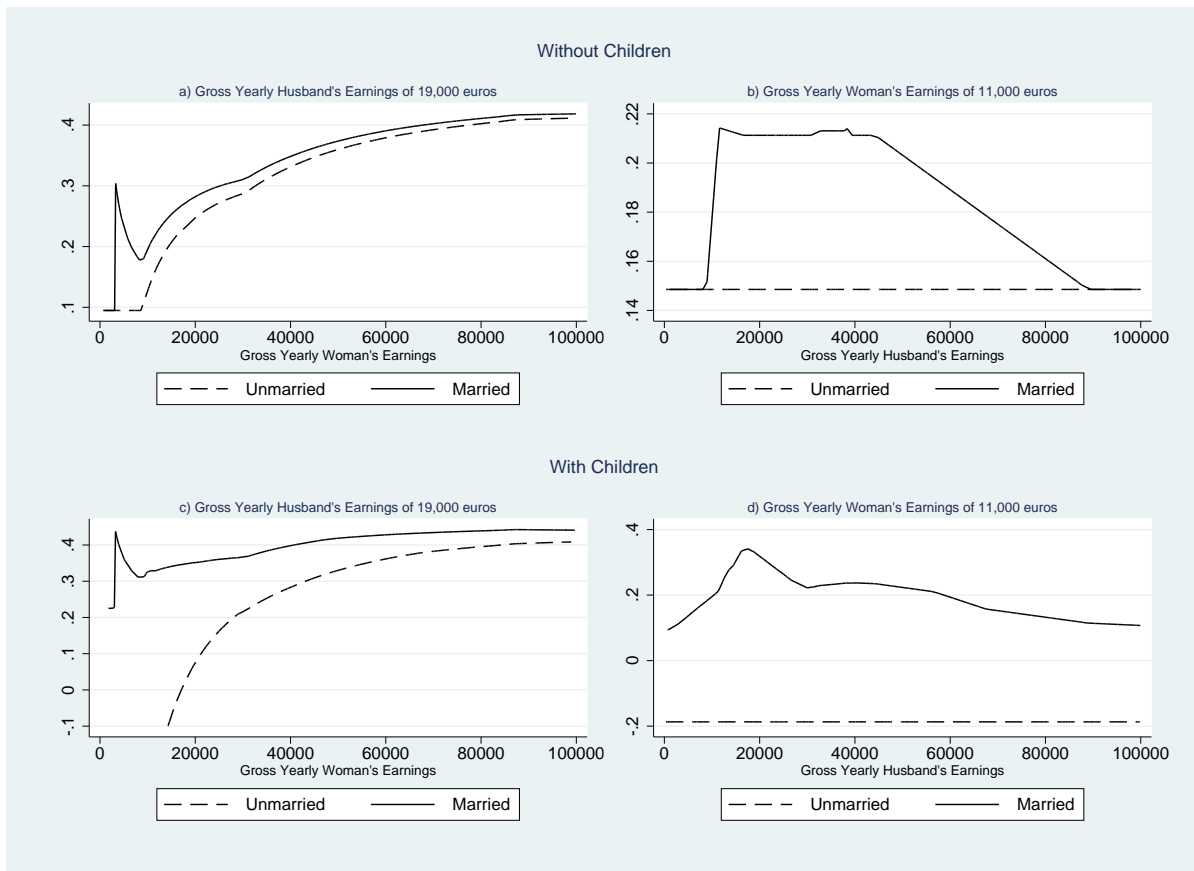 Without Children
a) Gross Yearly Husband's Earnings of 19,000 euros
.4
.3
.2
.1
0 20000 40000 60000 80000 100000
Gross Yearly Woman's Earnings
Unmarried Married
b) Gross Yearly Woman's Earnings of 11,000 euros
.22
.2
.18
.16
.14
0 20000 40000 60000 80000 100000
Gross Yearly Husband's Earnings
Unmarried Married
With Children
c) Gross Yearly Husband's Earnings of 19,000 euros
.4
.3
.2
.1
0
-.1
0 20000 40000 60000 80000 100000
Gross Yearly Woman's Earnings
Unmarried Married
d) Gross Yearly Woman's Earnings of 11,000 euros
.4
.2
0
-.2
0 20000 40000 60000 80000 100000
Gross Yearly Husband's Earnings
Unmarried Married